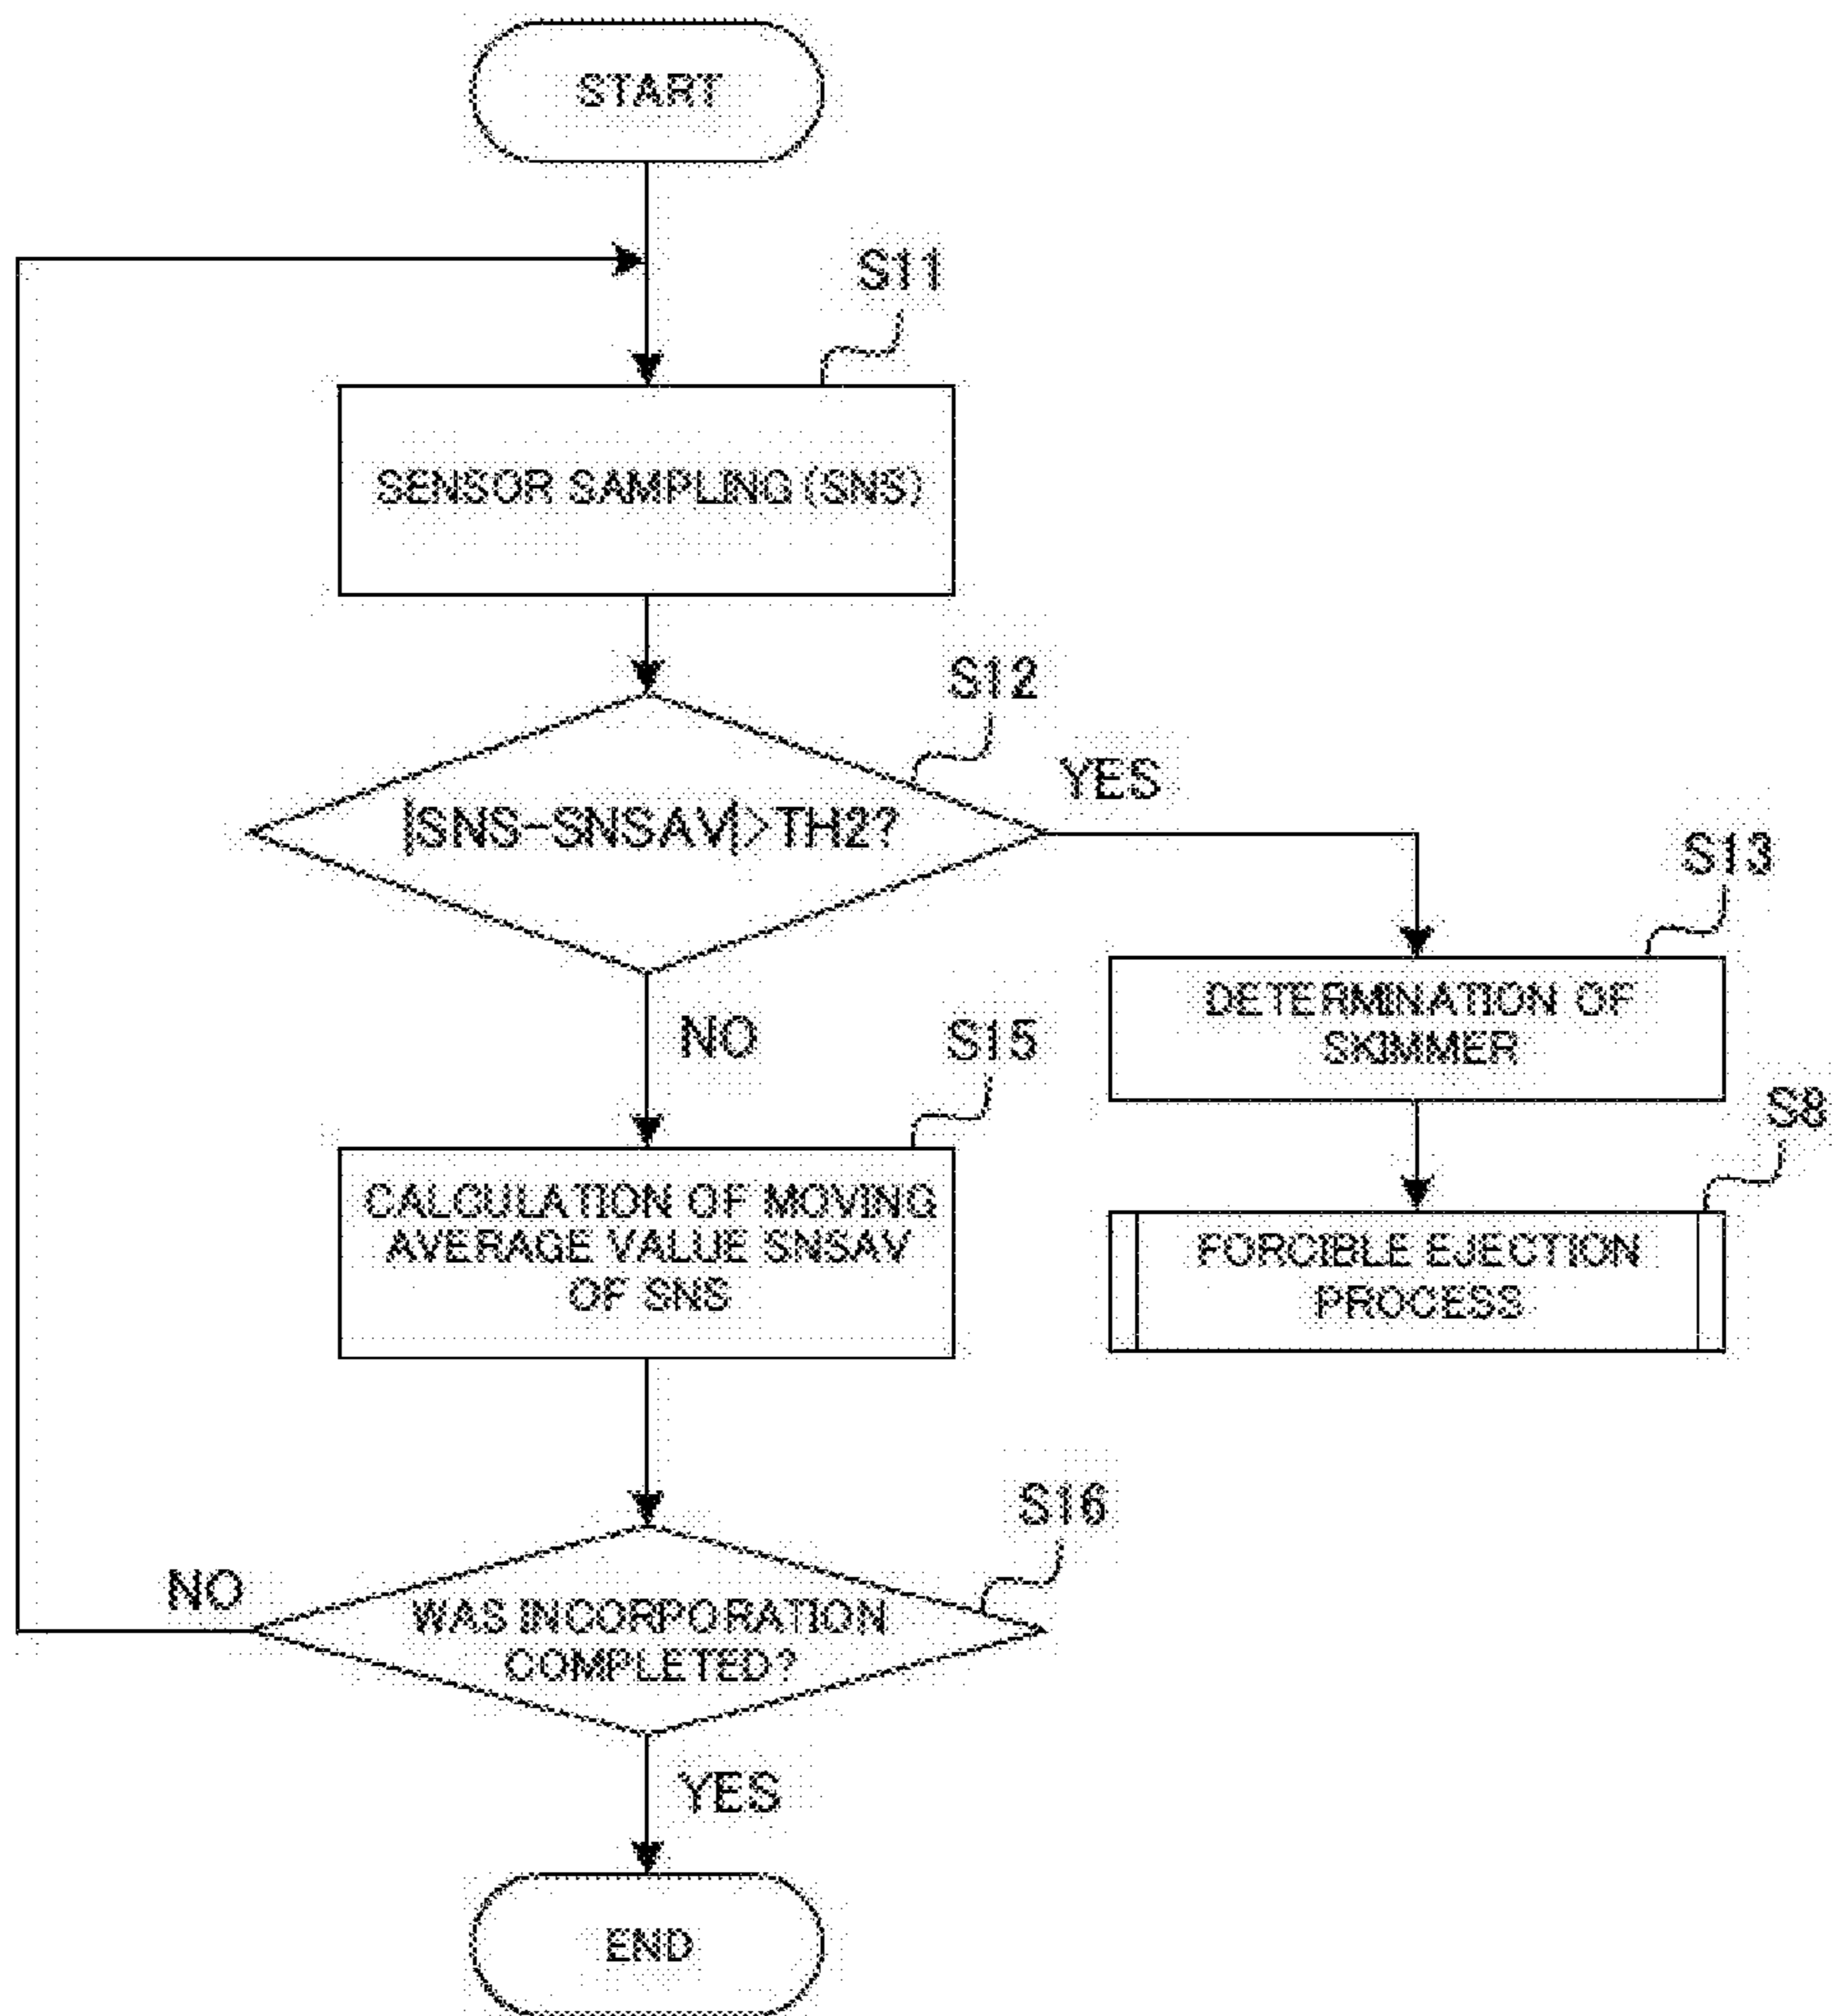 START
S11
SENSOR SAMPLING (SNS)
S12
|SNS-SNSAV|>TH2?
YES
S13
DETERMINATION OF
SKIMMER
NO
S15
S8
CALCULATION OF MOVING
AVERAGE VALUE SNSAV
OF SNS
FORCIBLE EJECTION
PROCESS
S16
NO
WAS INCORPORATION
COMPLETED?
YES
END